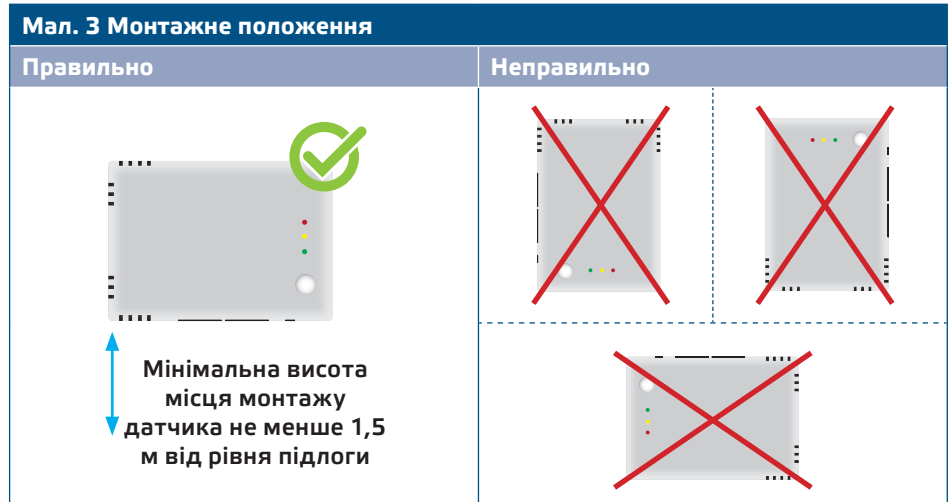 Мал. 3 Монтажне положення
Правильно
Неправильно
Мінімальна висота
місця монтажу
датчика не менше 1,5
м від рівня підлоги